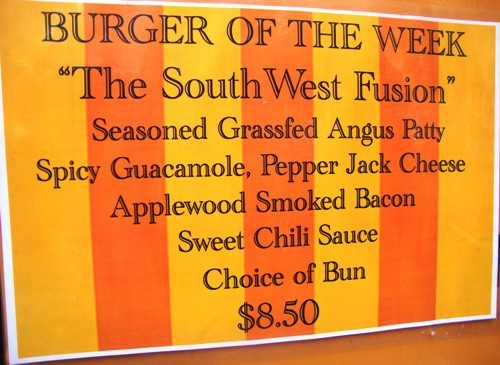 BURGER OF THE WEEK
“The SouthWest Fusion”
Seasoned Grassfed Angus Patty
Spicy Guacamole, Pepper Jack Cheese
Applewood Smoked Bacon
Sweet Chili Sauce
Choice of Bun
$8.50